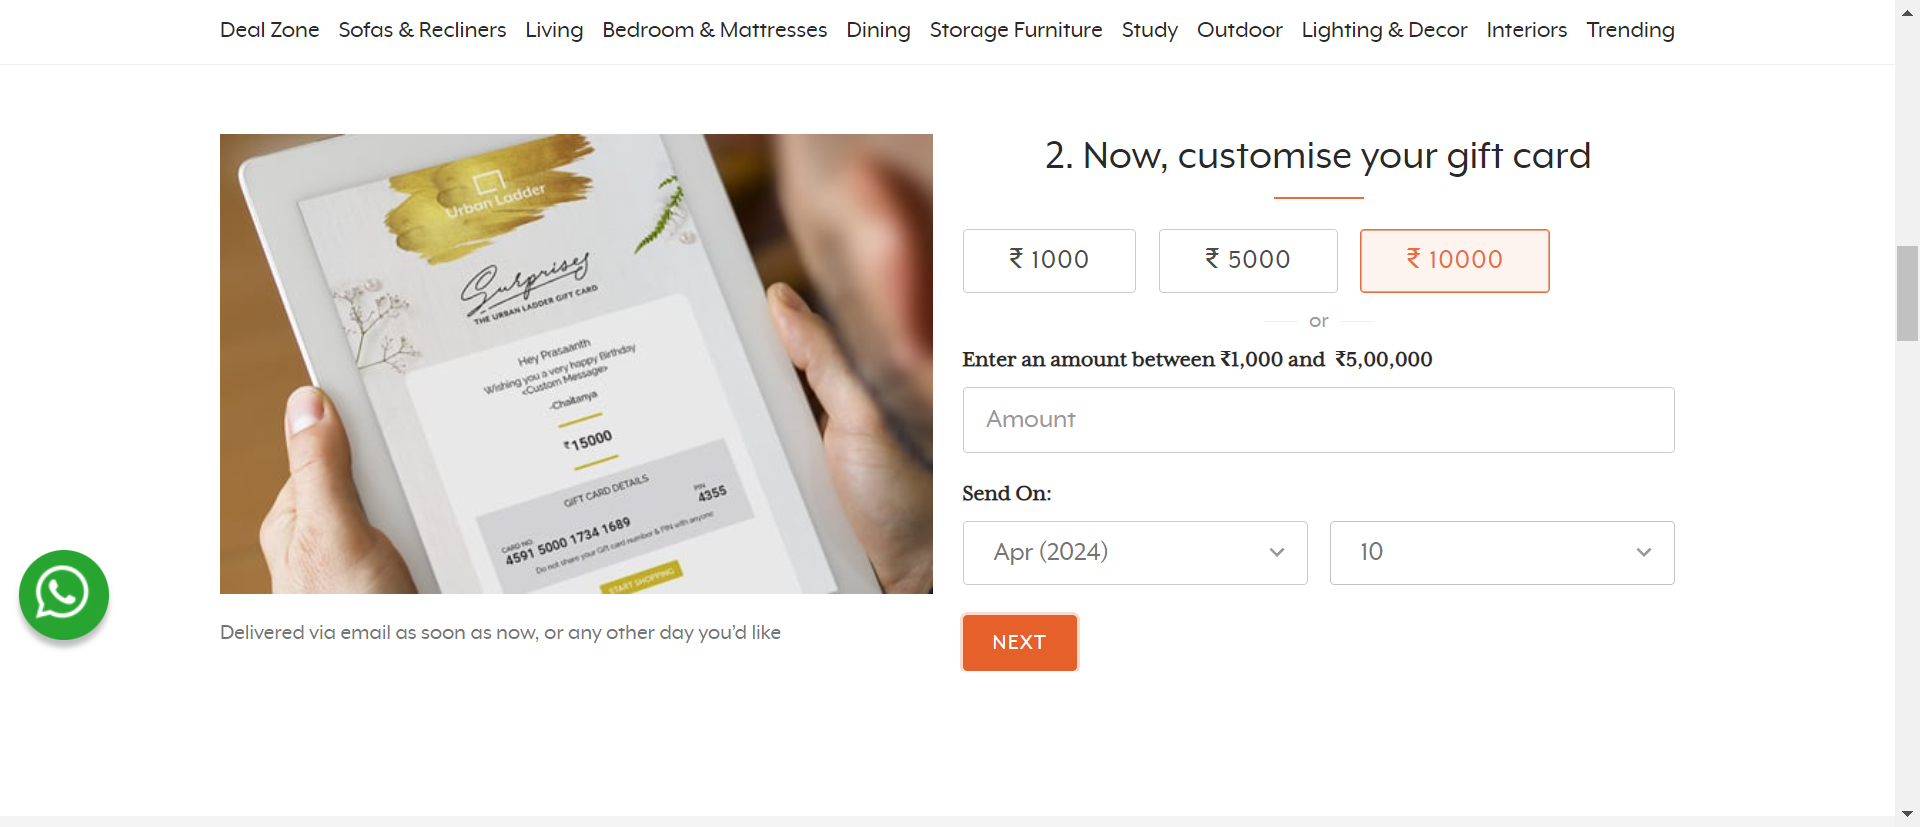 Deal Zone Sofas & Recliners Living Bedroom & Mattresses Dining Storage Furniture Study Outdoor Lighting & Decor Interiors Trending
Urban Ladder
Surprises
THE URBAN LADDER GIFT CARD
Hey Prasaanth
Wishing you a very happy Birthday
<Custom Message>
-Chaitanya
₹15000
GIFT CARD DETAILS
CARD NO. PIN
4591 5000 1734 1689 4355
Do not share your Gift card number & PIN with anyone
START SHOPPING
Delivered via email as soon as now, or any other day you’d like
2. Now, customise your gift card
₹ 1000 ₹ 5000 ₹ 10000
or
Enter an amount between ₹1,000 and ₹5,00,000
Amount
Send On:
Apr (2024) 10
NEXT